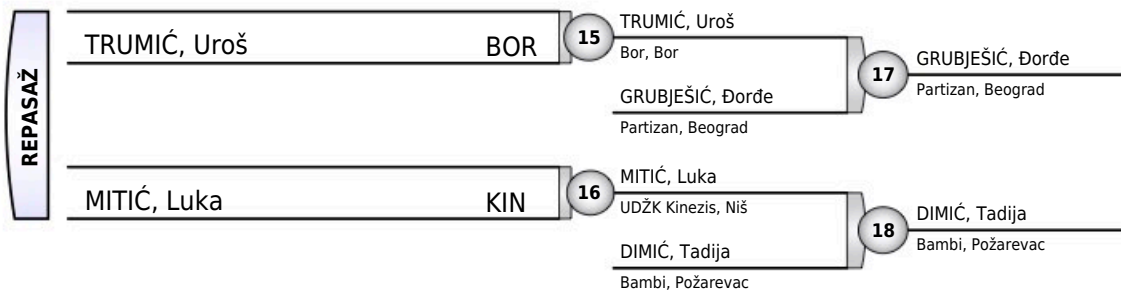 REPASAŽ
TRUMIĆ, Uroš BOR
15
TRUMIĆ, Uroš
Bor, Bor
GRUBJEŠIĆ, Đorđe
Partizan, Beograd
17
GRUBJEŠIĆ, Đorđe
Partizan, Beograd
MITIĆ, Luka KIN
16
MITIĆ, Luka
UDŽK Kinezis, Niš
DIMIĆ, Tadija
Bambi, Požarevac
18
DIMIĆ, Tadija
Bambi, Požarevac